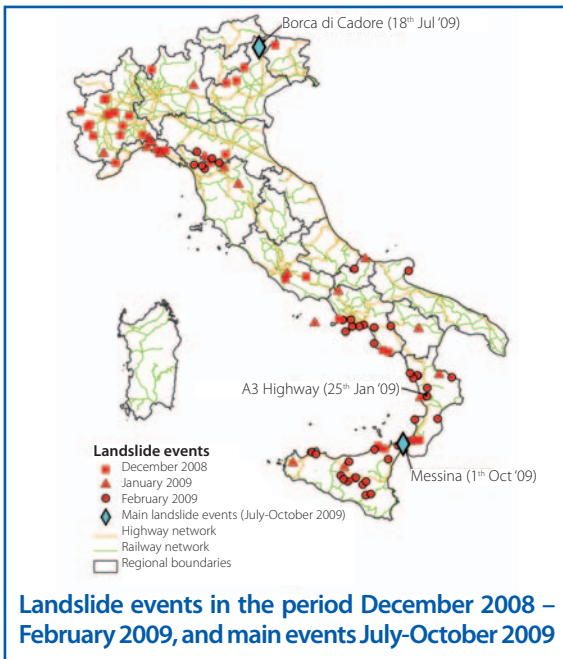 Borca di Cadore (18th Jul '09)
A3 Highway (25th Jan '09)
Messina (1th Oct '09)
Landslide events
December 2008
January 2009
February 2009
Main landslide events (July-October 2009)
Highway network
Railway network
Regional boundaries
Landslide events in the period December 2008 –
February 2009, and main events July-October 2009